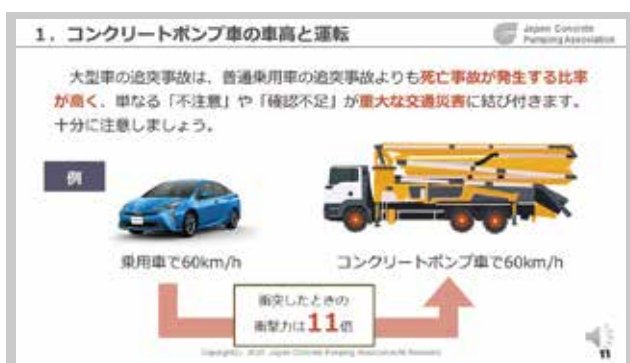 1. コンクリートポンプ車の車高と運転
Japan Concrete
Pumping Association
大型車の追突事故は、普通乗用車の追突事故よりも死亡事故が発生する比率
が高く、単なる「不注意」や「確認不足」が重大な交通災害に結び付きます。
十分に注意しましょう。
例
乗用車で60km/h
コンクリートポンプ車で60km/h
衝突したときの
衝撃力は11倍
Japan Concrete Pumping Association
11